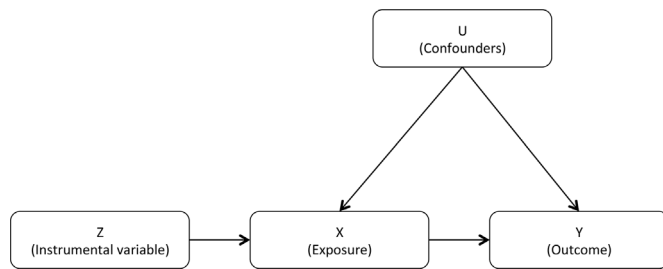 U
(Confounders)
Z
(Instrumental variable)
X
(Exposure)
Y
(Outcome)